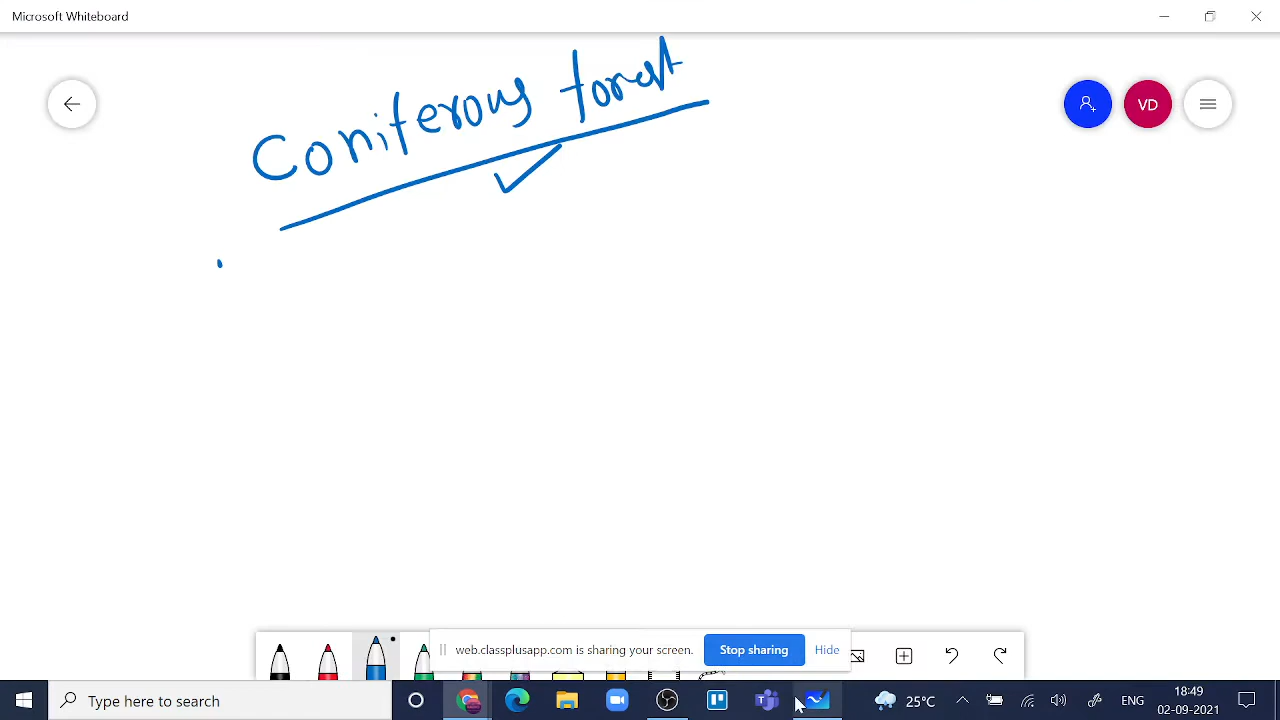 Microsoft Whiteboard
Coniferous forest
VD
web.classplusapp.com is sharing your screen.
Stop sharing
Hide
Type here to search
25°C
ENG
18:49
02-09-2021